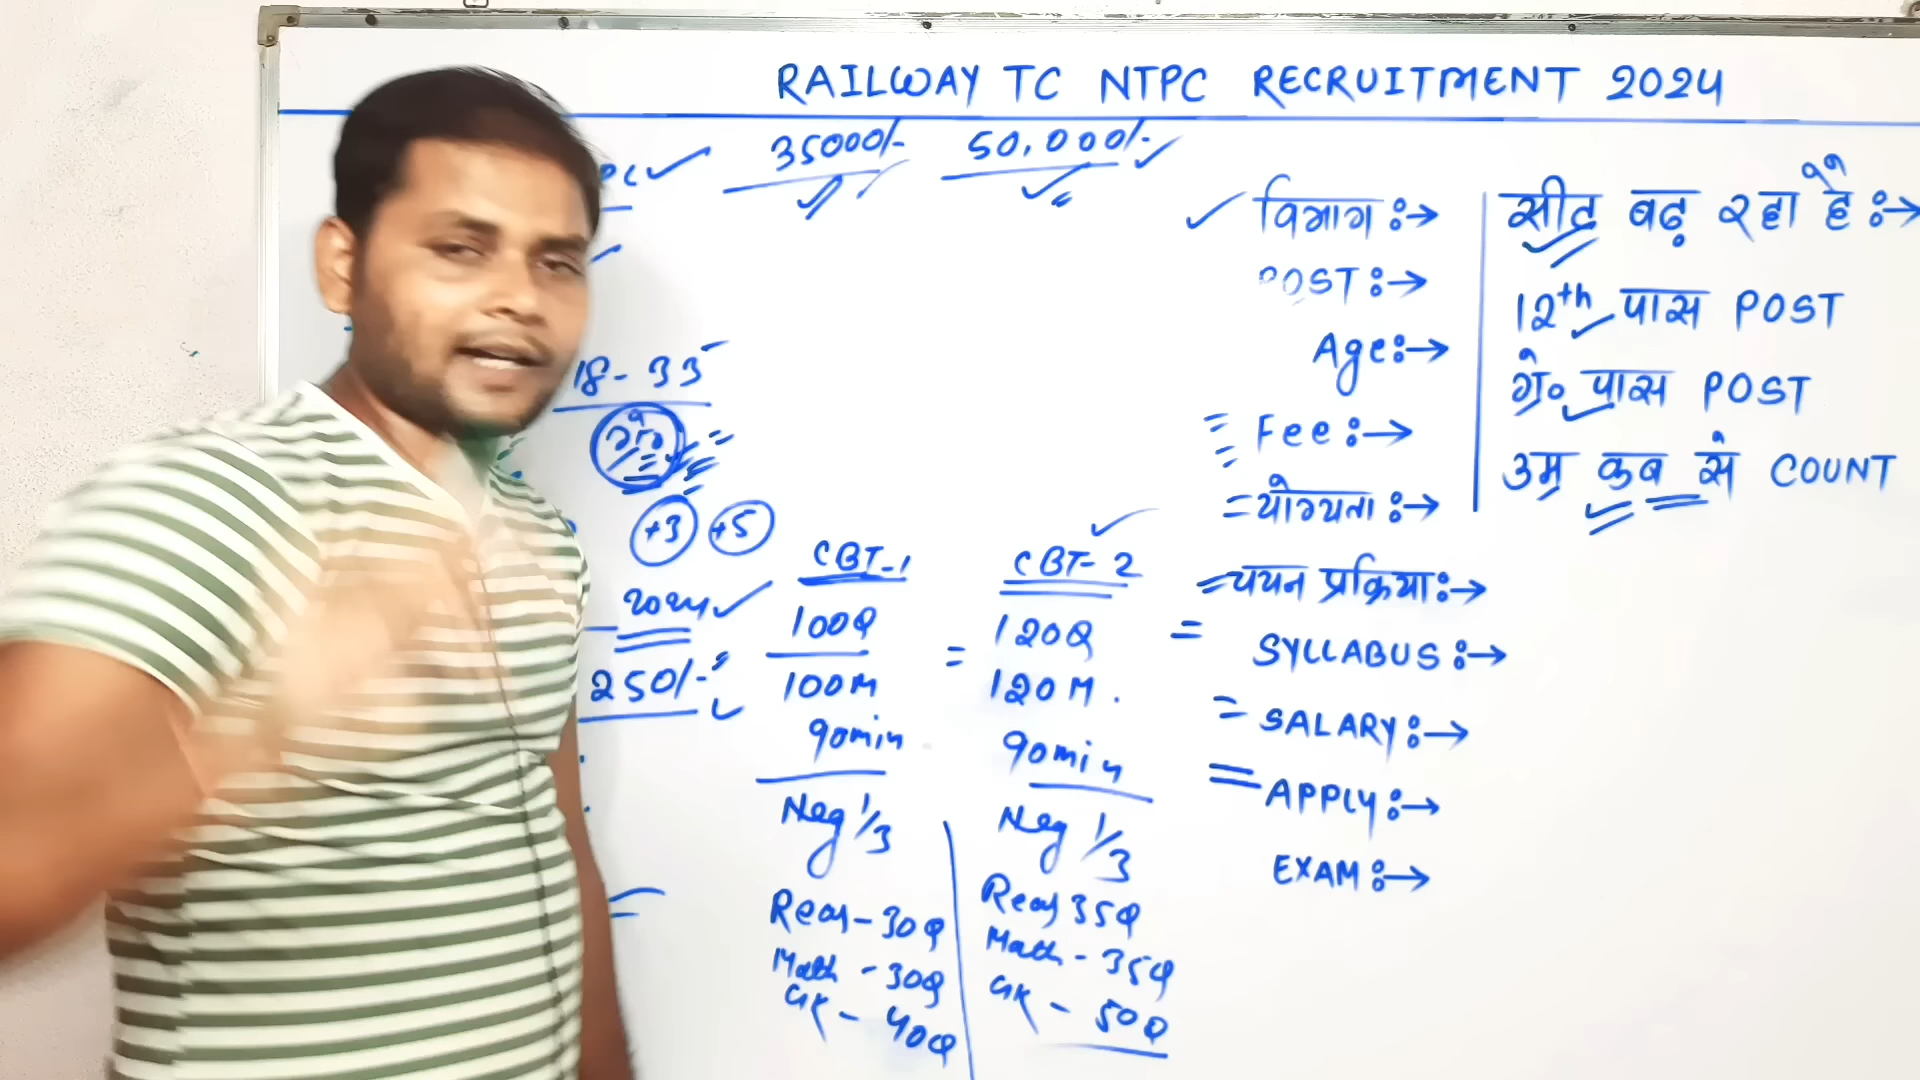 RAILWAY TC NTPC RECRUITMENT 2024
35000/- 50,000/-
18-33
+3 +5
2024
250/-
CBT-1
100Q
100M
90min
Neg 1/3
Reas-30Q
Math-30Q
GK-40Q
=
CBT-2
120Q
120M.
90min
Neg 1/3
Reas 35Q
Math-35Q
GK-50Q
विभाग:→
POST:→
Age:→
= Fee:→
= योग्यता:→
= चयन प्रक्रिया:→
= SYLLABUS:→
= SALARY:→
= APPLY:→
EXAM:→
सीट बढ़ रहा है:→
12th पास POST
ग्रे० पास POST
उम्र कब से COUNT